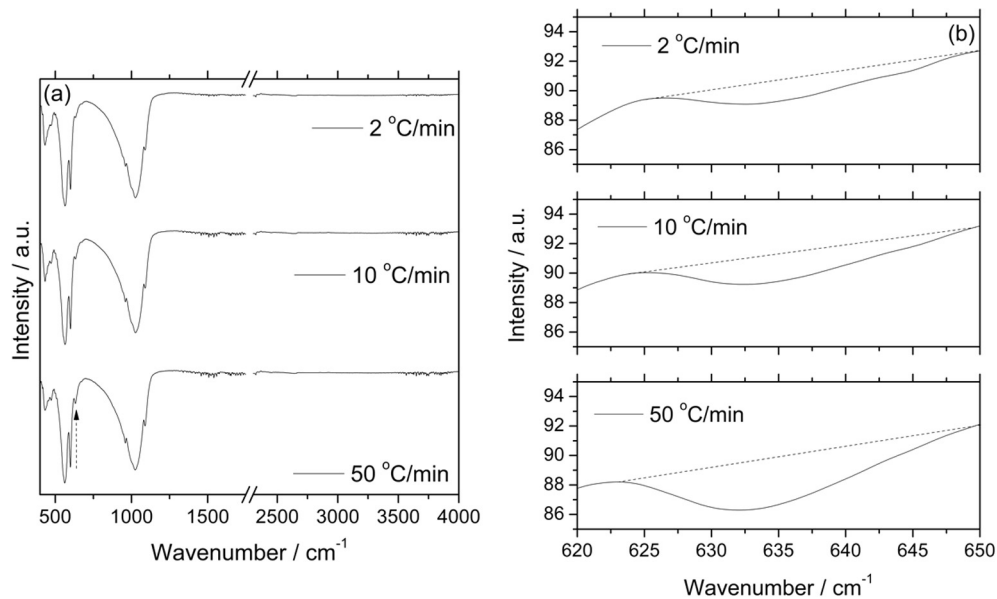 (a)
2 °C/min
10 °C/min
50 °C/min
Intensity / a.u.
500 1000 1500 2500 3000 3500 4000
Wavenumber / cm-1
(b)
2 °C/min
94
92
90
88
86
10 °C/min
94
92
90
88
86
50 °C/min
94
92
90
88
86
Intensity / a.u.
620 625 630 635 640 645 650
Wavenumber / cm-1